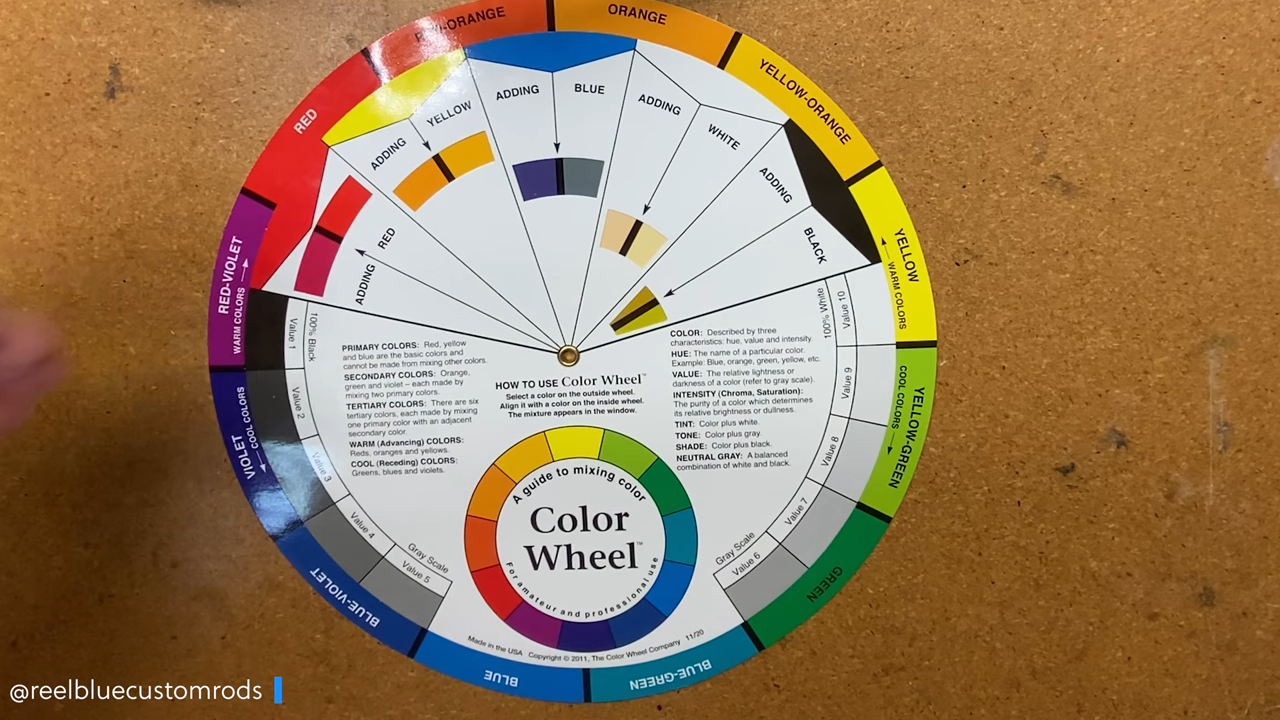 RED-ORANGE
ORANGE
YELLOW-ORANGE
RED
YELLOW
WARM COLORS
RED-VIOLET
WARM COLORS
VIOLET
COOL COLORS
YELLOW-GREEN
COOL COLORS
GREEN
BLUE-VIOLET
BLUE
BLUE-GREEN
ADDING RED
ADDING YELLOW
ADDING BLUE
ADDING WHITE
ADDING BLACK
100% Black
Value 1
Value 2
Value 3
Value 4
Value 5
Gray Scale
100% White
Value 10
Value 9
Value 8
Value 7
Value 6
Gray Scale
PRIMARY COLORS: Red, yellow
and blue are the basic colors and
cannot be made from mixing other colors.
SECONDARY COLORS: Orange,
green and violet – each made by
mixing two primary colors.
TERTIARY COLORS: There are six
tertiary colors, each made by mixing
one primary color with an adjacent
secondary color.
WARM (Advancing) COLORS:
Reds, oranges and yellows.
COOL (Receding) COLORS:
Greens, blues and violets.
HOW TO USE Color Wheel™
Select a color on the outside wheel.
Align it with a color on the inside wheel.
The mixture appears in the window.
COLOR: Described by three
characteristics: hue, value and intensity.
HUE: The name of a particular color.
Example: Blue, orange, green, yellow, etc.
VALUE: The relative lightness or
darkness of a color (refer to gray scale).
INTENSITY (Chroma, Saturation):
The purity of a color which determines
its relative brightness or dullness.
TINT: Color plus white.
TONE: Color plus gray.
SHADE: Color plus black.
NEUTRAL GRAY: A balanced
combination of white and black.
A guide to mixing color
Color
Wheel™
For amateur and professional use
Made in the USA Copyright © 2011, The Color Wheel Company 11/20
@reelbluecustomrods